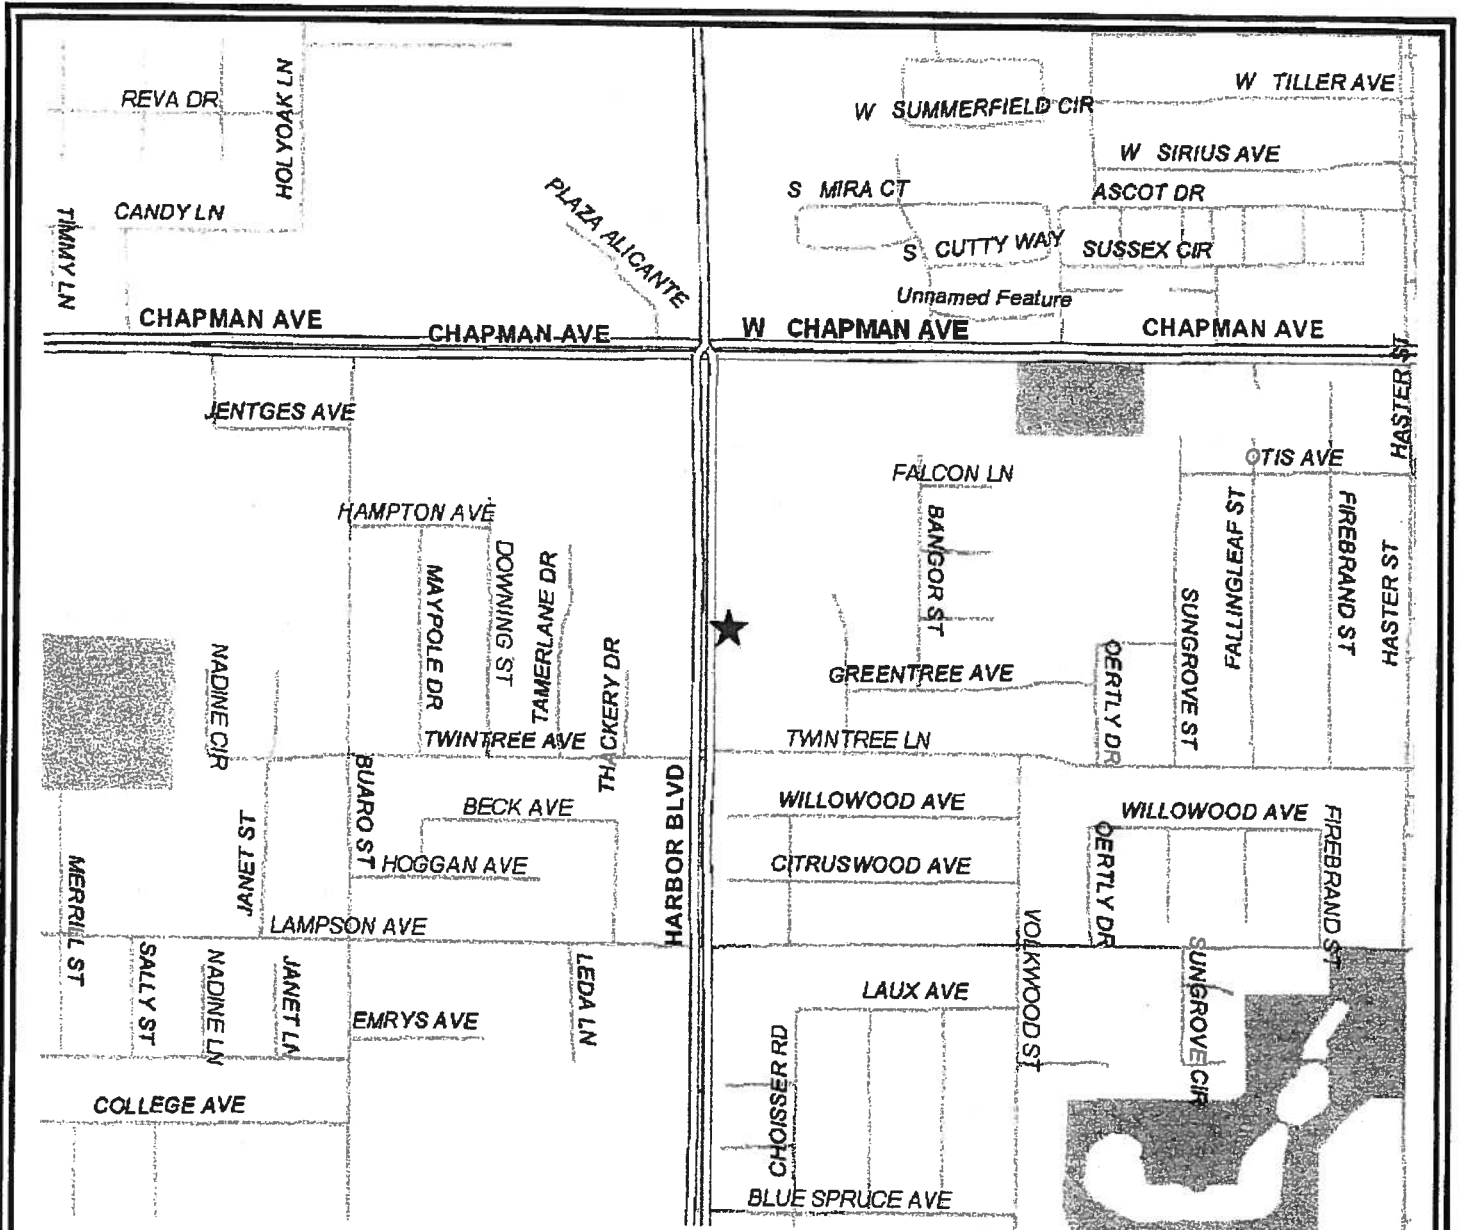 W TILLER AVE
REVA DR
HOLYOAK LN
W SUMMERFIELD CIR
W SIRIUS AVE
S MIRA CT
ASCOT DR
PLAZA ALICANTE
CANDY LN
TIMMY LN
S CUTTY WAY
SUSSEX CIR
Unnamed Feature
CHAPMAN AVE
CHAPMAN AVE
W CHAPMAN AVE
CHAPMAN AVE
HASTER ST
JENTGES AVE
OTIS AVE
FALCON LN
HAMPTON AVE
BANGOR ST
DOWNING ST
MAYPOLE DR
TAMERLANE DR
FALLINGLEAF ST
FIREBRAND ST
HASTER ST
SUNGROVE ST
NADINE CIR
THACKERY DR
GREENTREE AVE
OERTLY DR
TWINTREE AVE
TWINTREE LN
BUARO ST
HARBOR BLVD
BECK AVE
WILLOWOOD AVE
WILLOWOOD AVE
FIREBRAND ST
JANET ST
HOGGAN AVE
CITRUSWOOD AVE
OERTLY DR
MERRILL ST
LAMPSON AVE
VOLKWOOD ST
SALLY ST
NADINE LN
JANET LN
LEDA LN
SUNGROVE CIR
LAUX AVE
EMRYS AVE
CHOISSER RD
COLLEGE AVE
BLUE SPRUCE AVE